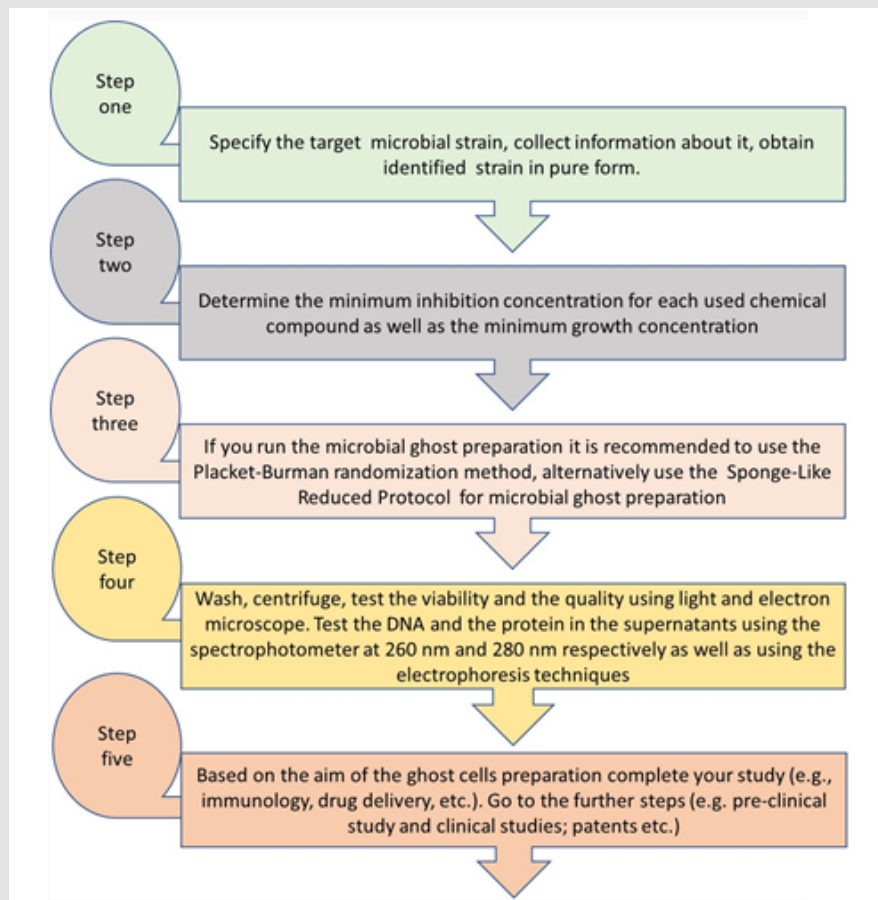 Step
one
Specify the target microbial strain, collect information about it, obtain
identified strain in pure form.
Step
two
Determine the minimum inhibition concentration for each used chemical
compound as well as the minimum growth concentration
Step
three
If you run the microbial ghost preparation it is recommended to use the
Placket-Burman randomization method, alternatively use the Sponge-Like
Reduced Protocol for microbial ghost preparation
Step
four
Wash, centrifuge, test the viability and the quality using light and electron
microscope. Test the DNA and the protein in the supernatants using the
spectrophotometer at 260 nm and 280 nm respectively as well as using the
electrophoresis techniques
Step
five
Based on the aim of the ghost cells preparation complete your study (e.g.,
immunology, drug delivery, etc.). Go to the further steps (e.g. pre-clinical
study and clinical studies; patents etc.)